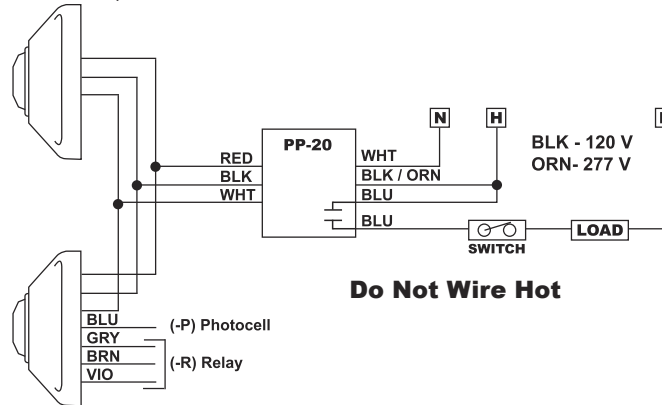 PP-20
N
H
BLK - 120 V
ORN- 277 V
RED
BLK
WHT
WHT
BLK / ORN
BLU
BLU
SWITCH
LOAD
Do Not Wire Hot
BLU
(-P) Photocell
GRY
BRN
VIO
(-R) Relay